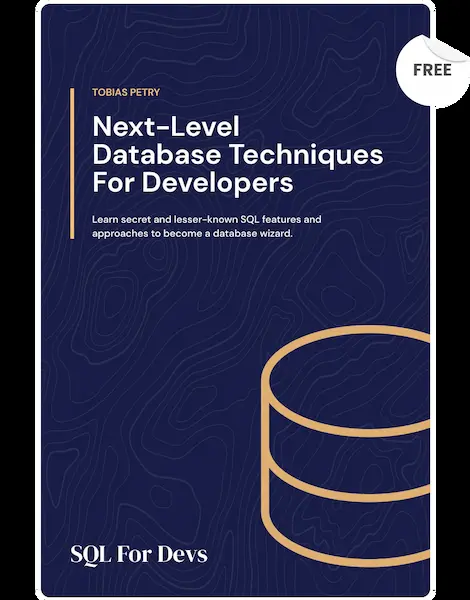 FREE
TOBIAS PETRY
Next-Level
Database Techniques
For Developers
Learn secret and lesser-known SQL features and
approaches to become a database wizard.
SQL For Devs